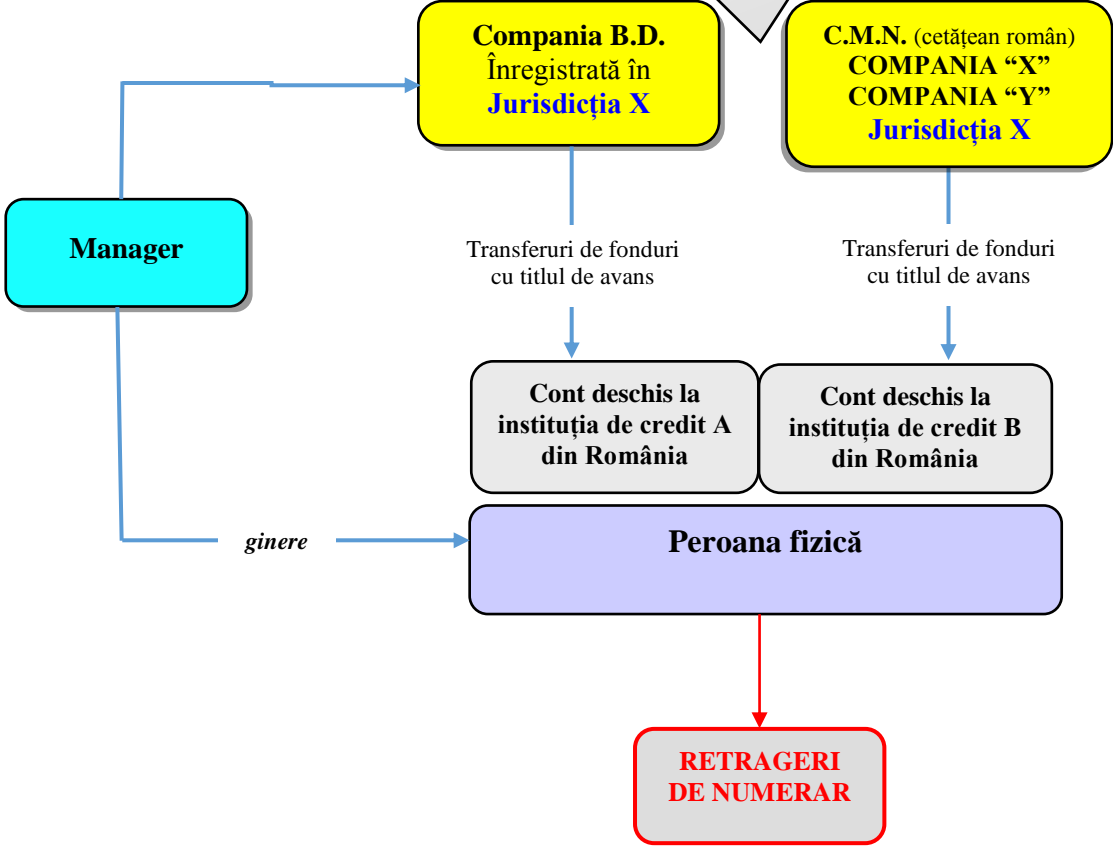 Compania B.D.
Înregistrată în
Jurisdicția X
C.M.N. (cetățean român)
COMPANIA “X”
COMPANIA “Y”
Jurisdicția X
Manager
Transferuri de fonduri
cu titlul de avans
Transferuri de fonduri
cu titlul de avans
Cont deschis la
instituția de credit A
din România
Cont deschis la
instituția de credit B
din România
ginere
Peroana fizică
RETRAGERI
DE NUMERAR